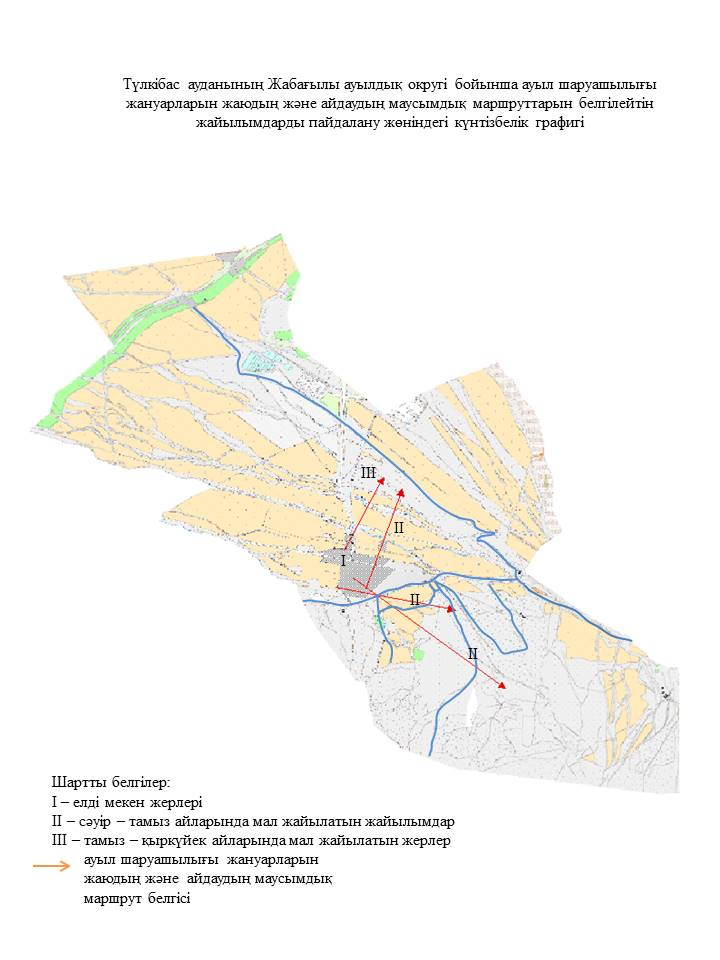 Түлкібас ауданының Жабағылы ауылдық округі бойынша ауыл шаруашылығы
жануарларын жаюдың және айдаудың маусымдық маршруттарын белгілейтін
жайылымдарды пайдалану жөніндегі күнтізбелік графигі
III
II
I
II
II
Шартты белгілер:
I – елді мекен жерлері
II – сәуір – тамыз айларында мал жайылатын жайылымдар
III – тамыз – қыркүйек айларында мал жайылатын жерлер
ауыл шаруашылығы жануарларын
жаюдың және айдаудың маусымдық
маршрут белгісі